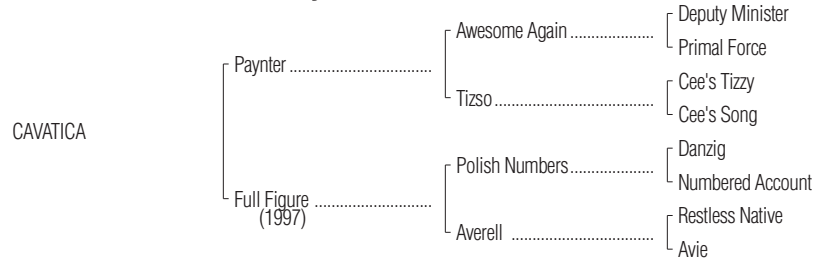 Deputy Minister
Awesome Again ....................
Primal Force
Paynter ................................
Cee's Tizzy
Tizso.....................................
Cee's Song
CAVATICA
Danzig
Polish Numbers...................
Numbered Account
Full Figure ...........................
(1997)
Restless Native
Averell .................................
Avie